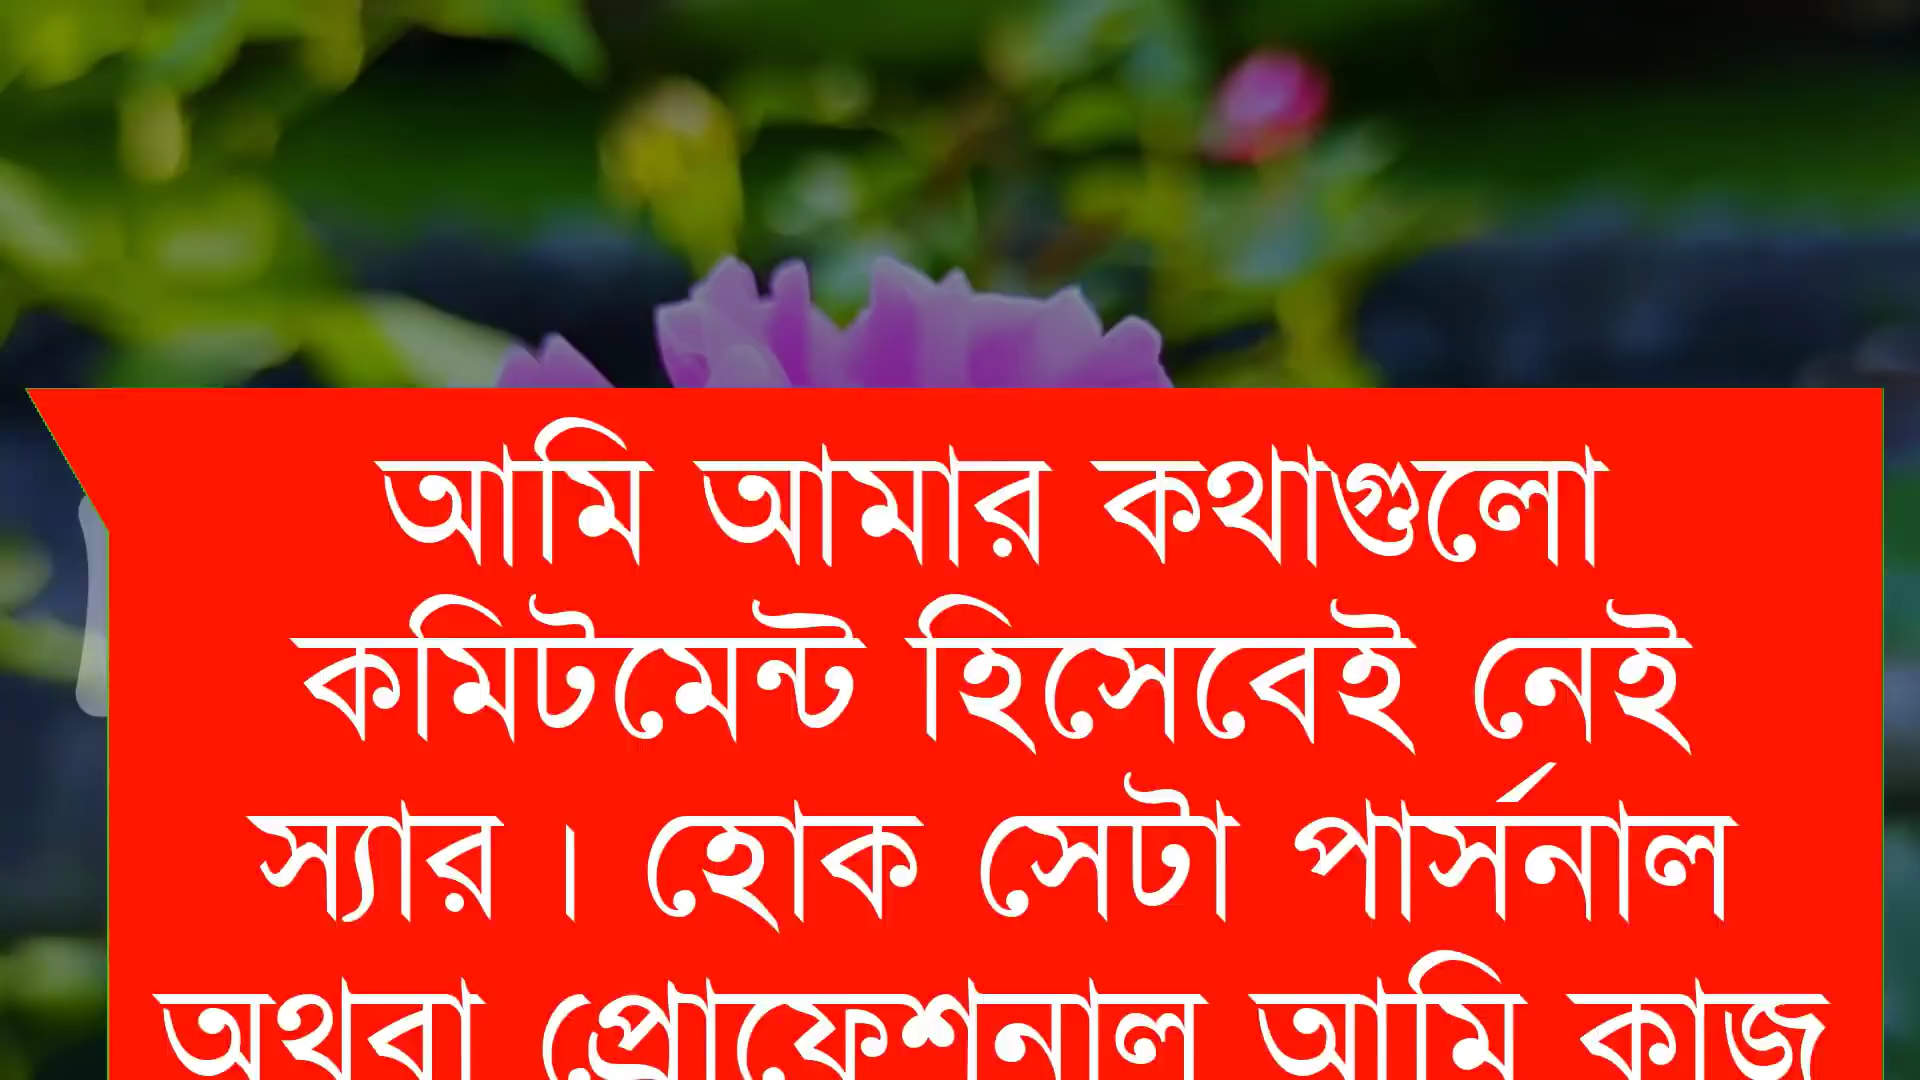 আমি আমার কথাগুলো
কমিটমেন্ট হিসেবেই নেই
স্যার । হোক সেটা পার্সনাল
অথবা প্রোফেশনাল আমি কাজ